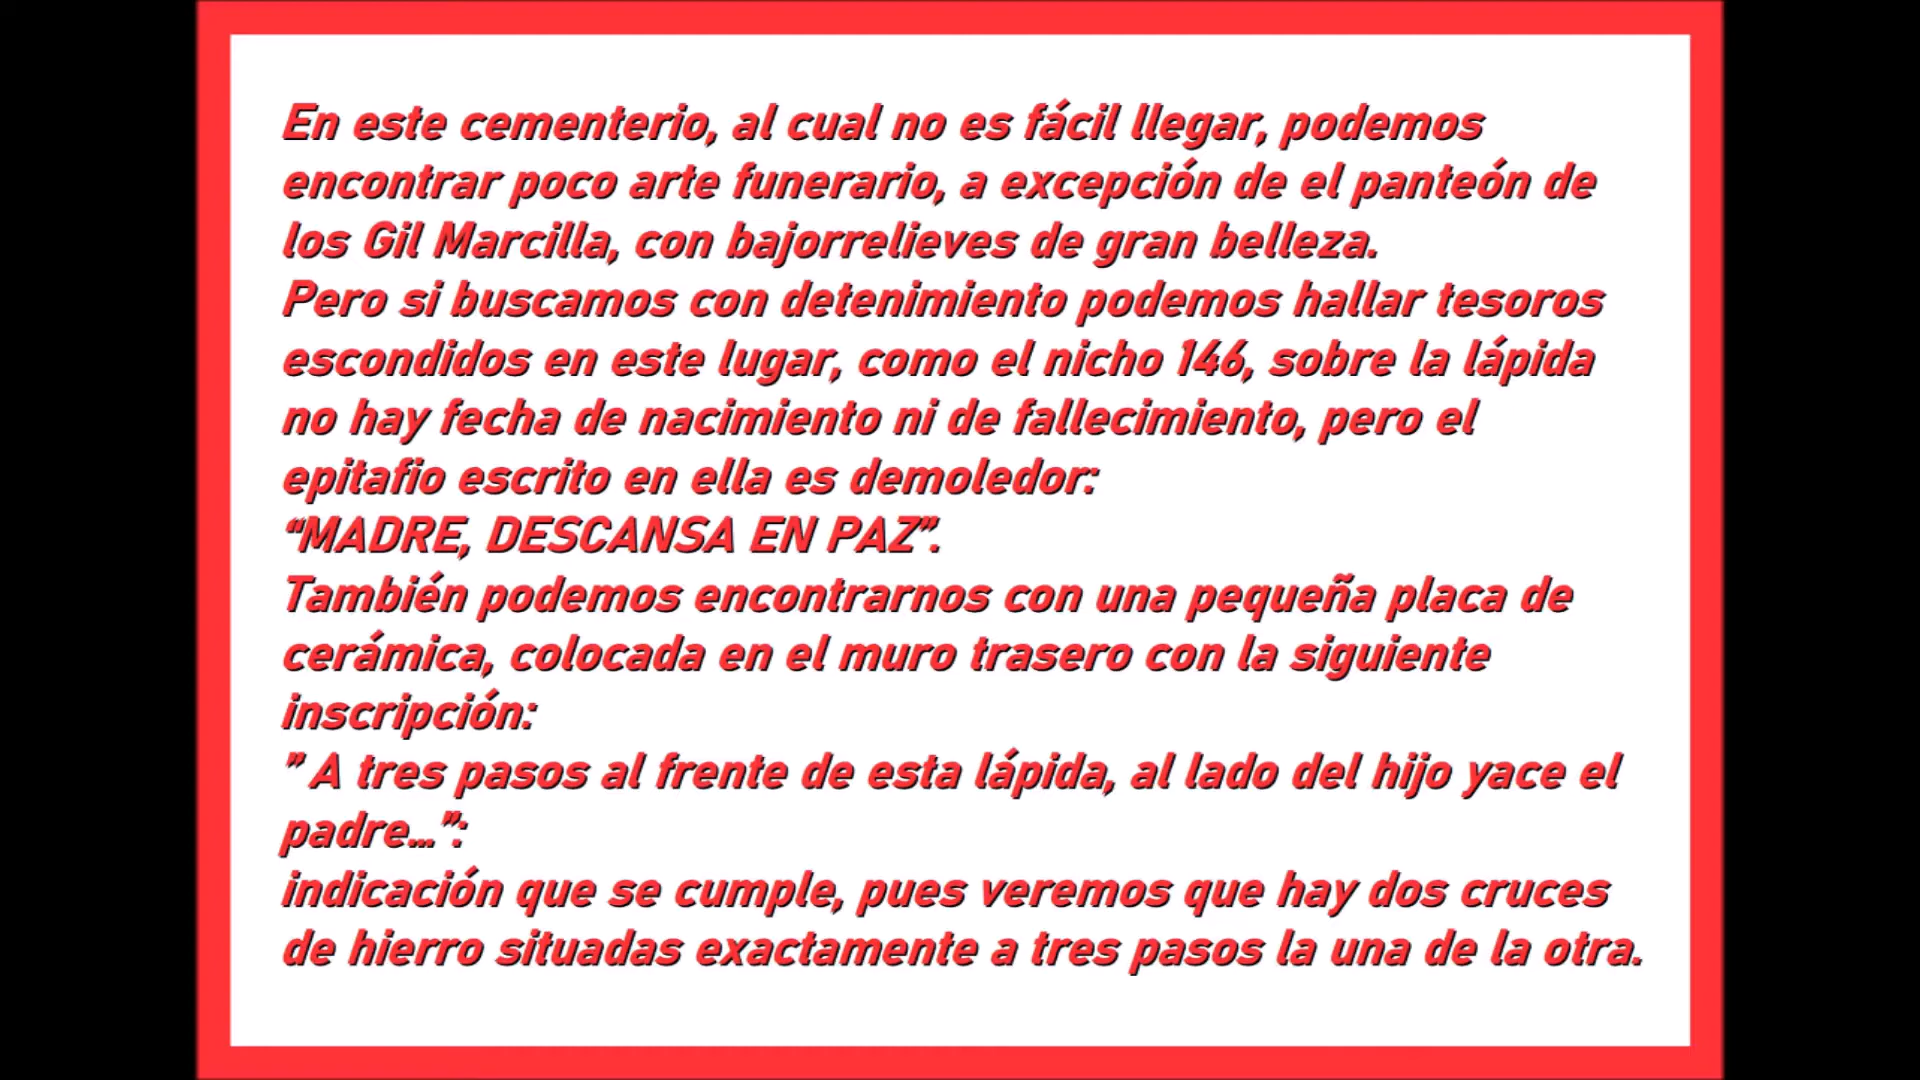 En este cementerio, al cual no es fácil llegar, podemos
encontrar poco arte funerario, a excepción de el panteón de
los Gil Marcilla, con bajorrelieves de gran belleza.
Pero si buscamos con detenimiento podemos hallar tesoros
escondidos en este lugar, como el nicho 146, sobre la lápida
no hay fecha de nacimiento ni de fallecimiento, pero el
epitafio escrito en ella es demoledor:
“MADRE, DESCANSA EN PAZ”.
También podemos encontrarnos con una pequeña placa de
cerámica, colocada en el muro trasero con la siguiente
inscripción:
” A tres pasos al frente de esta lápida, al lado del hijo yace el
padre...”:
indicación que se cumple, pues veremos que hay dos cruces
de hierro situadas exactamente a tres pasos la una de la otra.